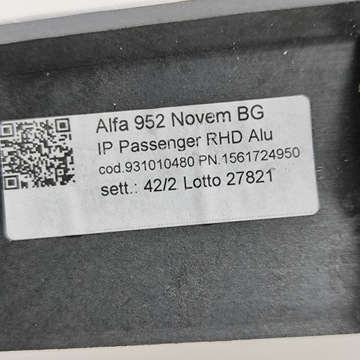 Alfa 952 Novem BG
IP Passenger RHD Alu
cod.931010480 PN.1561724950
sett.: 42/2 Lotto 27821